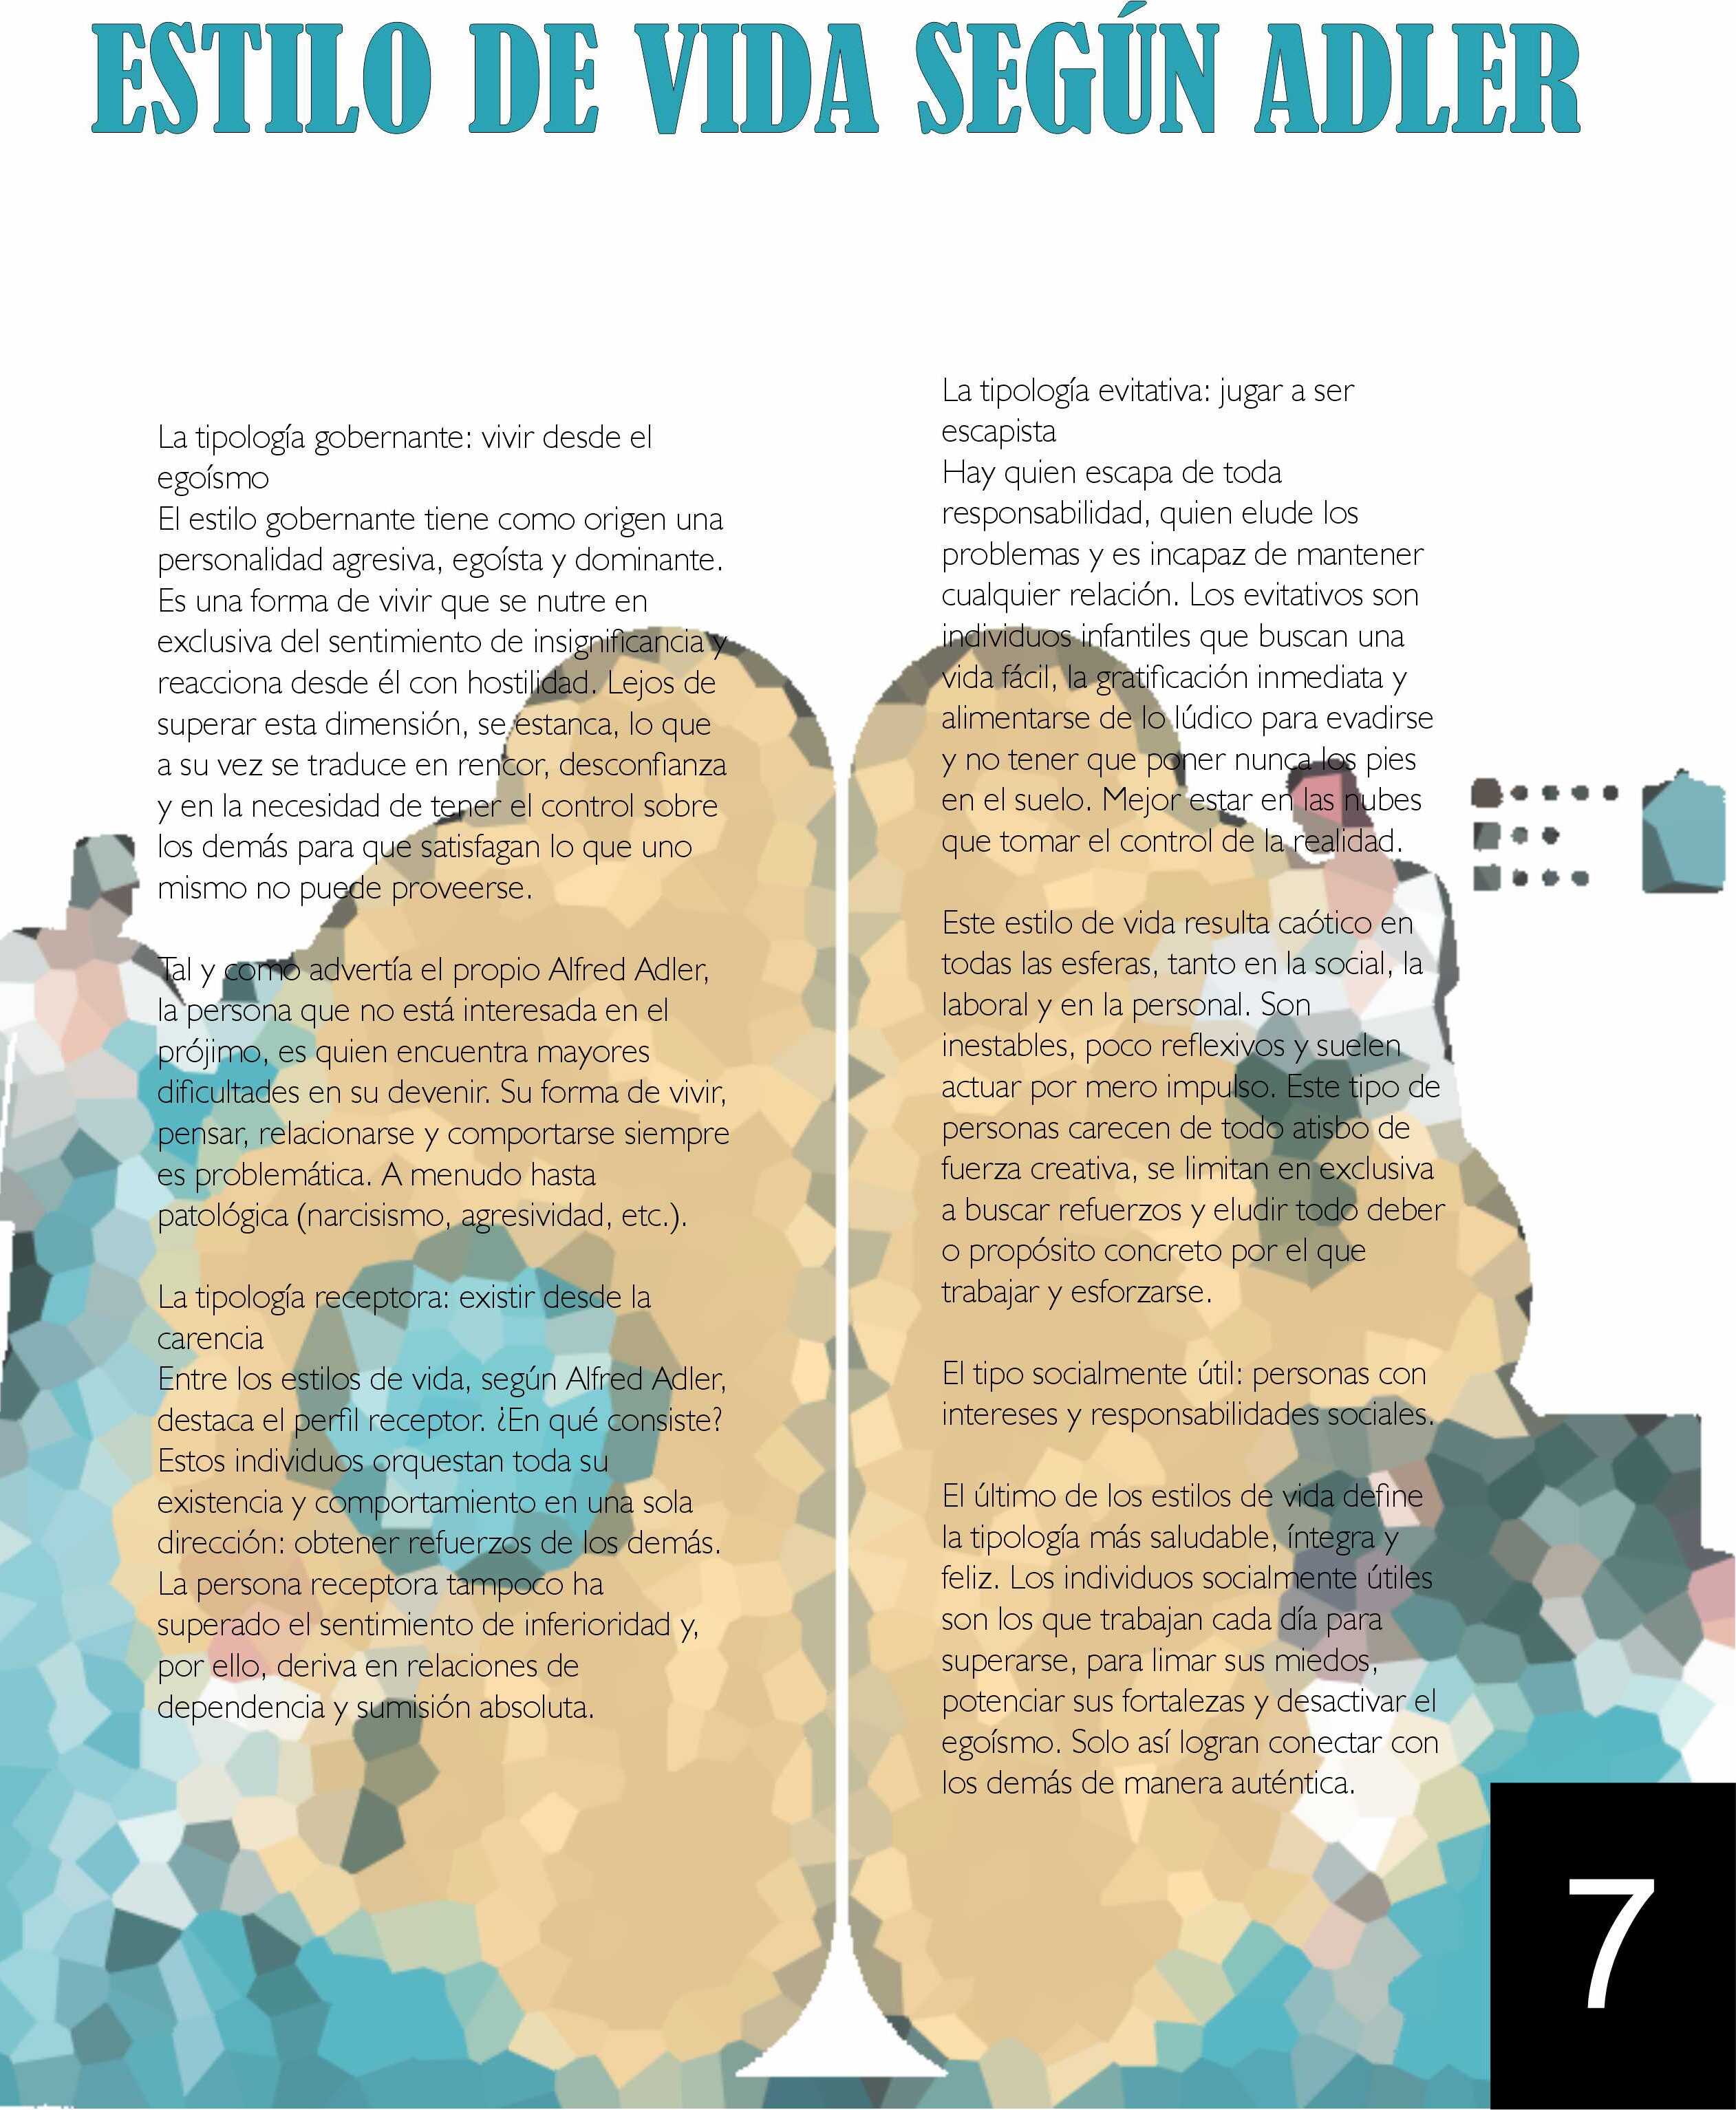 ESTILO DE VIDA SEGÚN ADLER
La tipología gobernante: vivir desde el
egoísmo
El estilo gobernante tiene como origen una
personalidad agresiva, egoísta y dominante.
Es una forma de vivir que se nutre en
exclusiva del sentimiento de insignificancia y
reacciona desde él con hostilidad. Lejos de
superar esta dimensión, se estanca, lo que
a su vez se traduce en rencor, desconfianza
y en la necesidad de tener el control sobre
los demás para que satisfagan lo que uno
mismo no puede proveerse.
Tal y como advertía el propio Alfred Adler,
la persona que no está interesada en el
prójimo, es quien encuentra mayores
dificultades en su devenir. Su forma de vivir,
pensar, relacionarse y comportarse siempre
es problemática. A menudo hasta
patológica (narcisismo, agresividad, etc.).
La tipología receptora: existir desde la
carencia
Entre los estilos de vida, según Alfred Adler,
destaca el perfil receptor. ¿En qué consiste?
Estos individuos orquestan toda su
existencia y comportamiento en una sola
dirección: obtener refuerzos de los demás.
La persona receptora tampoco ha
superado el sentimiento de inferioridad y,
por ello, deriva en relaciones de
dependencia y sumisión absoluta.
La tipología evitativa: jugar a ser
escapista
Hay quien escapa de toda
responsabilidad, quien elude los
problemas y es incapaz de mantener
cualquier relación. Los evitativos son
individuos infantiles que buscan una
vida fácil, la gratificación inmediata y
alimentarse de lo lúdico para evadirse
y no tener que poner nunca los pies
en el suelo. Mejor estar en las nubes
que tomar el control de la realidad.
Este estilo de vida resulta caótico en
todas las esferas, tanto en la social, la
laboral y en la personal. Son
inestables, poco reflexivos y suelen
actuar por mero impulso. Este tipo de
personas carecen de todo atisbo de
fuerza creativa, se limitan en exclusiva
a buscar refuerzos y eludir todo deber
o propósito concreto por el que
trabajar y esforzarse.
El tipo socialmente útil: personas con
intereses y responsabilidades sociales.
El último de los estilos de vida define
la tipología más saludable, íntegra y
feliz. Los individuos socialmente útiles
son los que trabajan cada día para
superarse, para limar sus miedos,
potenciar sus fortalezas y desactivar el
egoísmo. Solo así logran conectar con
los demás de manera auténtica.
7